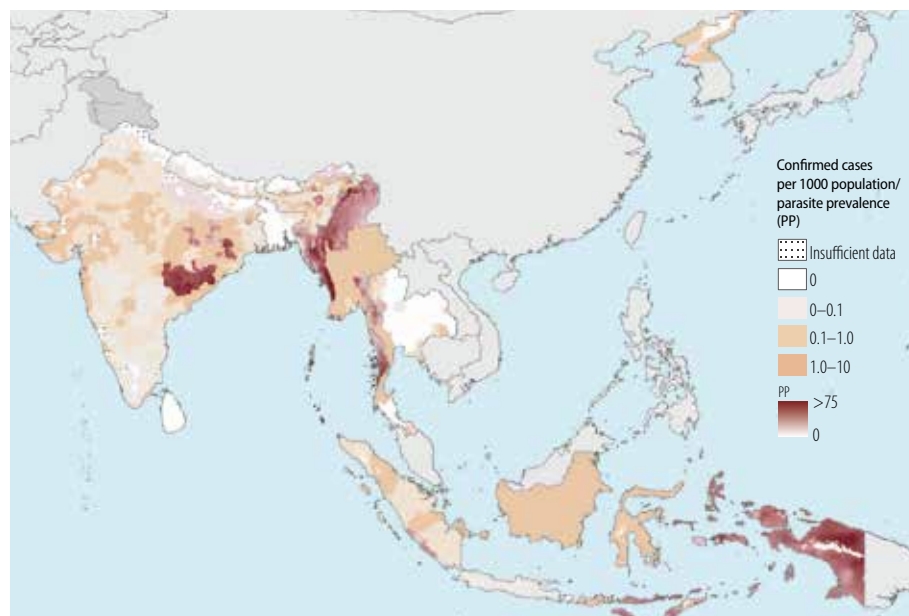 Confirmed cases
per 1000 population/
parasite prevalence
(PP)
Insufficient data
0
0–0.1
0.1–1.0
1.0–10
PP
>75
0